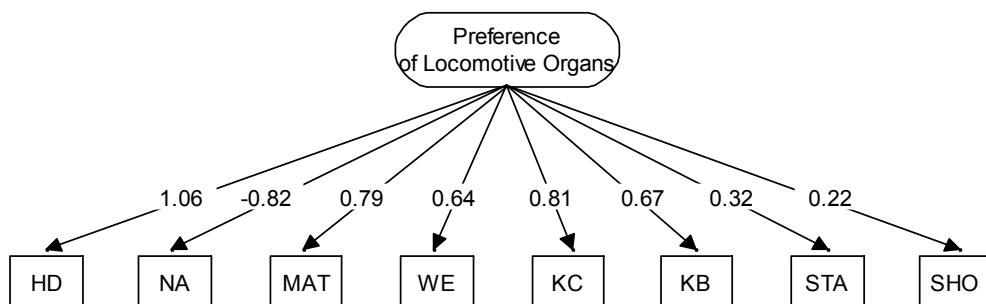 Preference
of Locomotive Organs
1.06 -0.82 0.79 0.64 0.81 0.67 0.32 0.22
HD NA MAT WE KC KB STA SHO